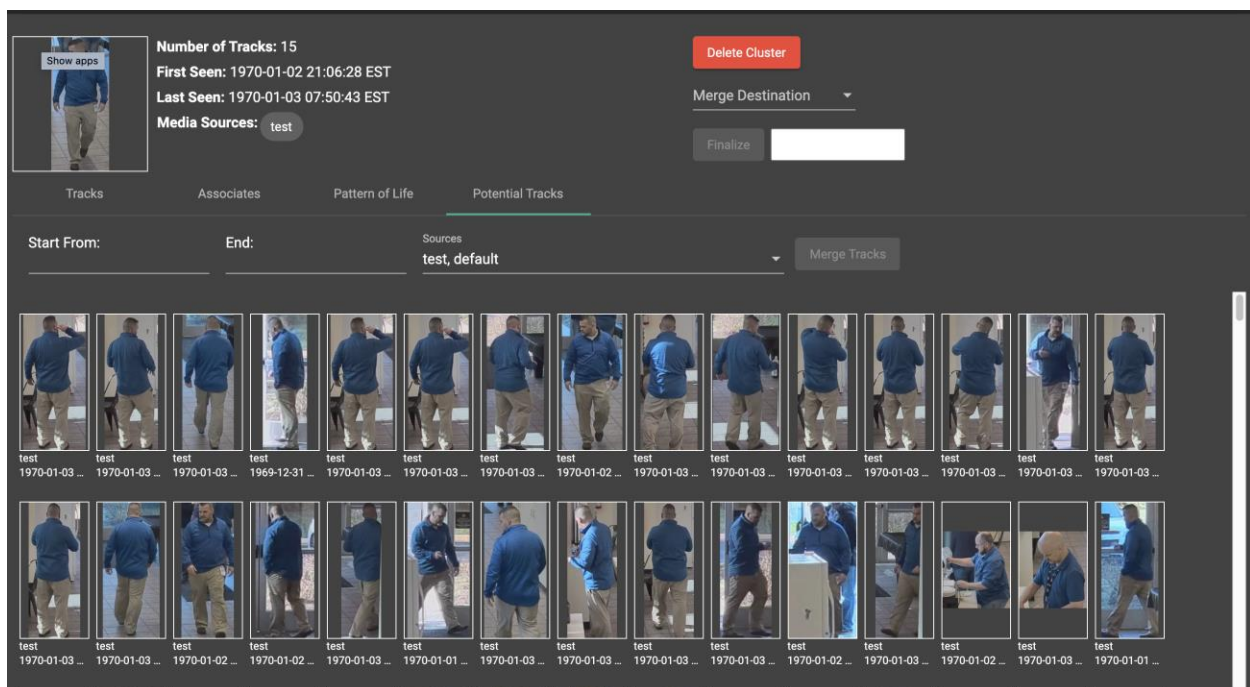 Show apps
Number of Tracks: 15
First Seen: 1970-01-02 21:06:28 EST
Last Seen: 1970-01-03 07:50:43 EST
Media Sources: test
Delete Cluster
Merge Destination
Finalize
Tracks Associates Pattern of Life Potential Tracks
Start From: End: Sources
test, default
Merge Tracks
test test test test test test test test test test test test test test test
1970-01-03 ... 1970-01-03 ... 1970-01-03 ... 1969-12-31 ... 1970-01-03 ... 1970-01-03 ... 1970-01-03 ... 1970-01-02 ... 1970-01-03 ... 1970-01-03 ... 1970-01-03 ... 1970-01-03 ... 1970-01-03 ... 1970-01-03 ... 1970-01-03 ...
test test test test test test test test test test test test test test test
1970-01-03 ... 1970-01-03 ... 1970-01-02 ... 1970-01-02 ... 1970-01-03 ... 1970-01-01 ... 1970-01-03 ... 1970-01-03 ... 1970-01-03 ... 1970-01-03 ... 1970-01-02 ... 1970-01-03 ... 1970-01-02 ... 1970-01-03 ... 1970-01-01 ...